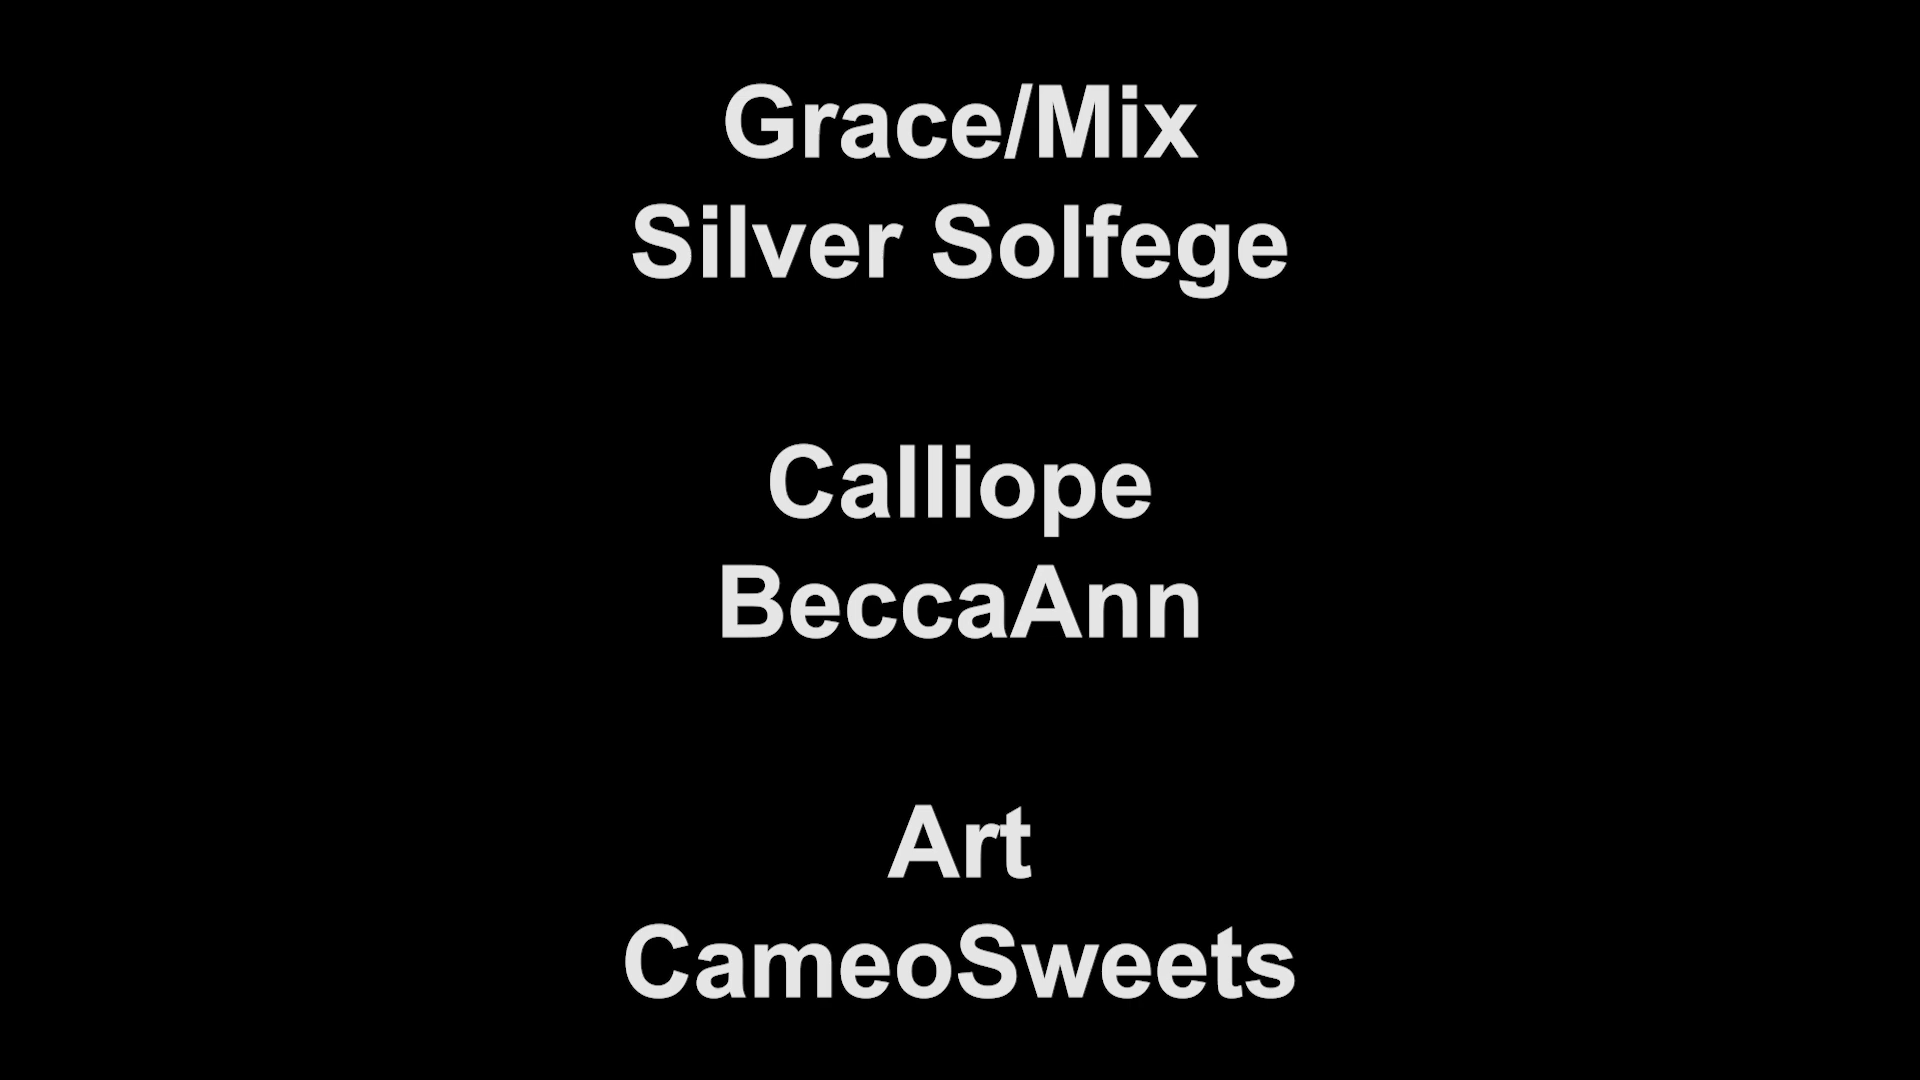 Grace/Mix
Silver Solfege
Calliope
BeccaAnn
Art
CameoSweets